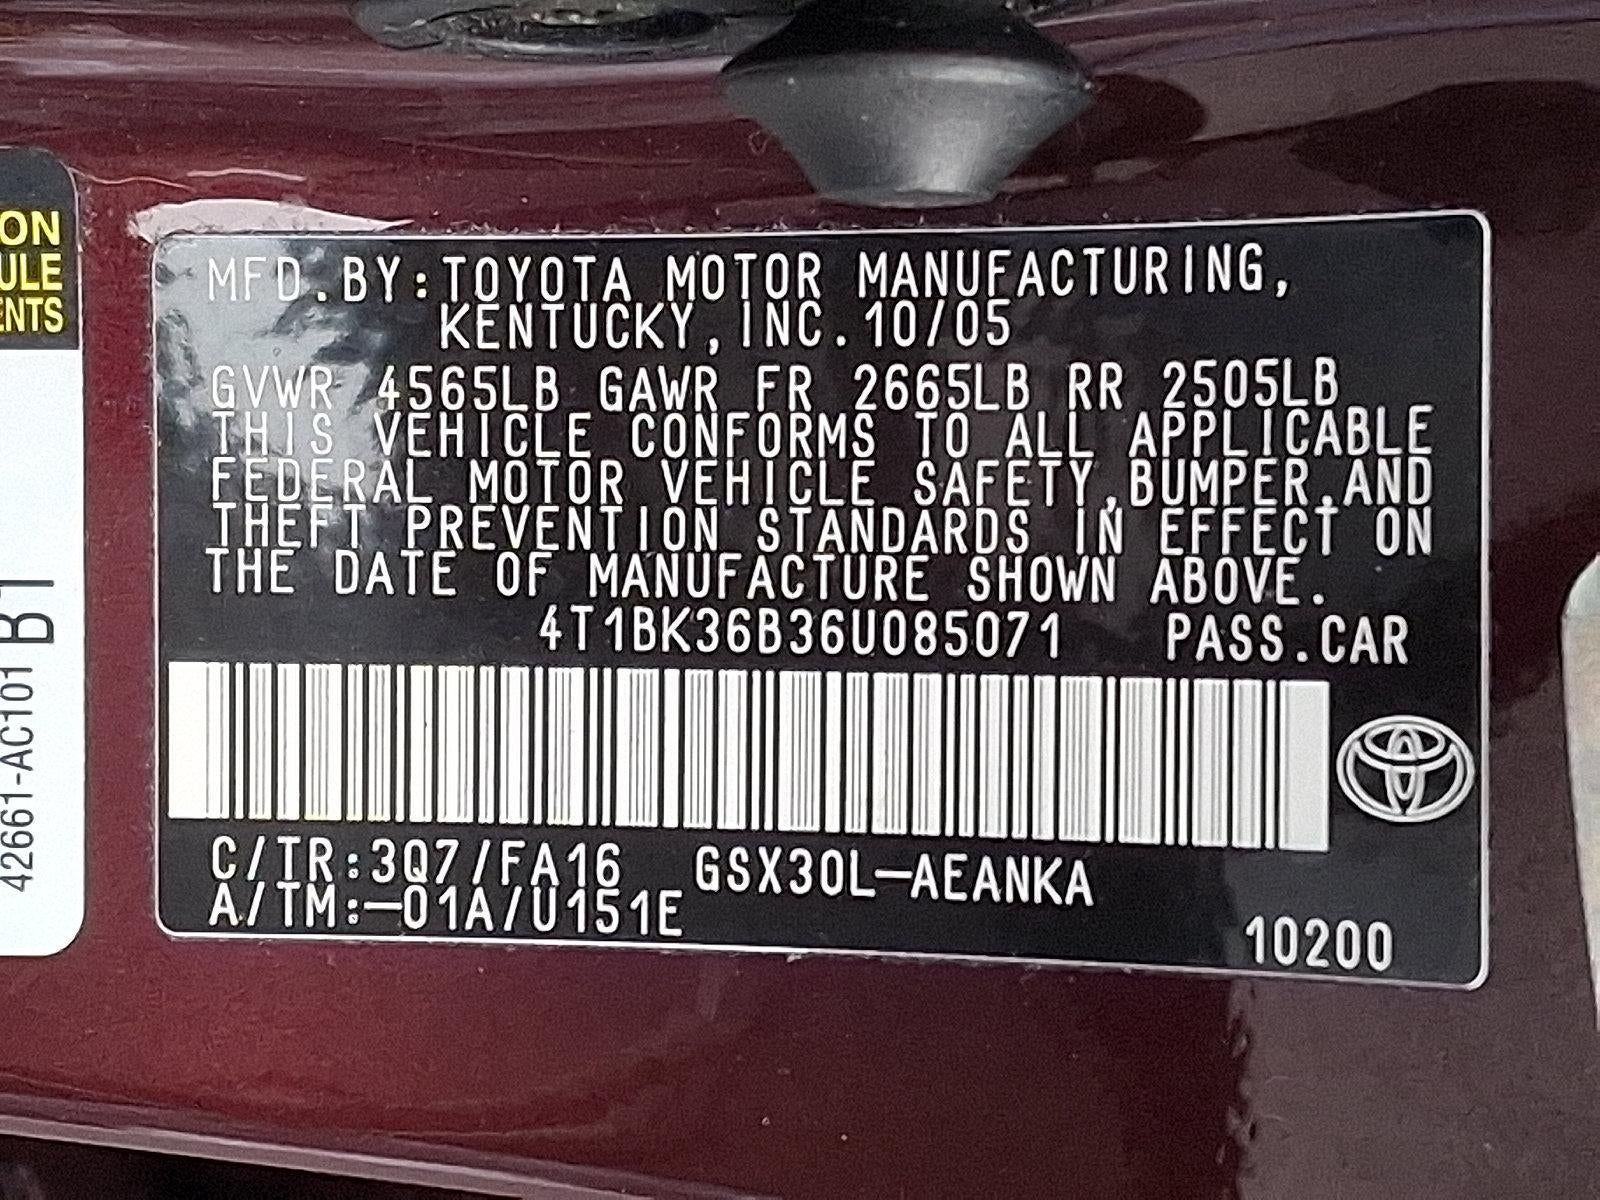 ON
ULE
ENTS
42661-AC101 B1
MFD.BY:TOYOTA MOTOR MANUFACTURING,
KENTUCKY,INC.10/05
GVWR 4565LB GAWR FR 2665LB RR 2505LB
THIS VEHICLE CONFORMS TO ALL APPLICABLE
FEDERAL MOTOR VEHICLE SAFETY,BUMPER,AND
THEFT PREVENTION STANDARDS IN EFFECT ON
THE DATE OF MANUFACTURE SHOWN ABOVE.
4T1BK36B36U085071 PASS.CAR
C/TR:3Q7/FA16 GSX30L-AEANKA
A/TM:-01A/U151E
10200